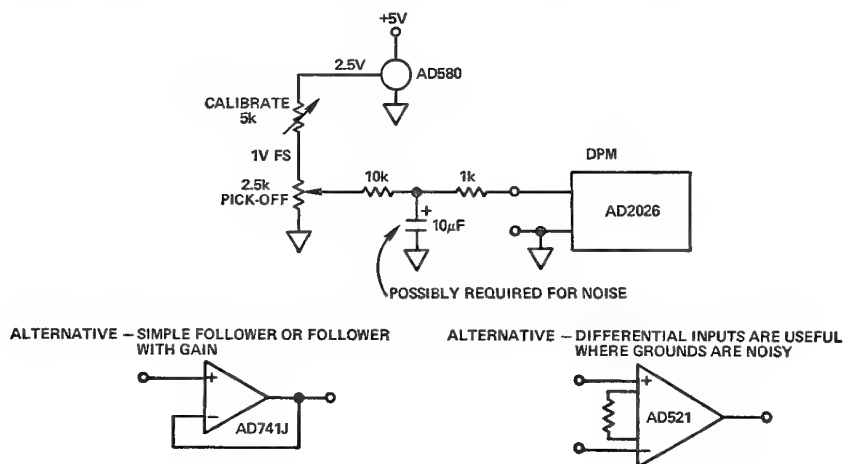 +5V
2.5V
AD580
CALIBRATE
5k
1V FS
2.5k
PICK-OFF
10k
1k
DPM
AD2026
+
10μF
POSSIBLY REQUIRED FOR NOISE
ALTERNATIVE – SIMPLE FOLLOWER OR FOLLOWER
WITH GAIN
+
–
AD741J
ALTERNATIVE – DIFFERENTIAL INPUTS ARE USEFUL
WHERE GROUNDS ARE NOISY
+
–
AD521